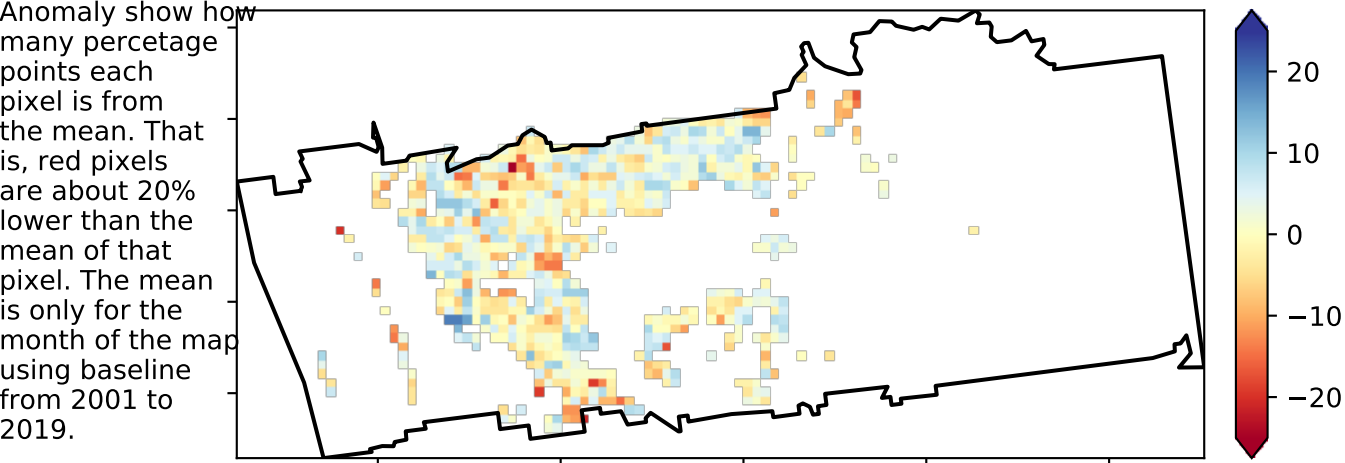 Anomaly show how
many percetage
points each
pixel is from
the mean. That
is, red pixels
are about 20%
lower than the
mean of that
pixel. The mean
is only for the
month of the map
using baseline
from 2001 to
2019.
20
10
0
−10
−20